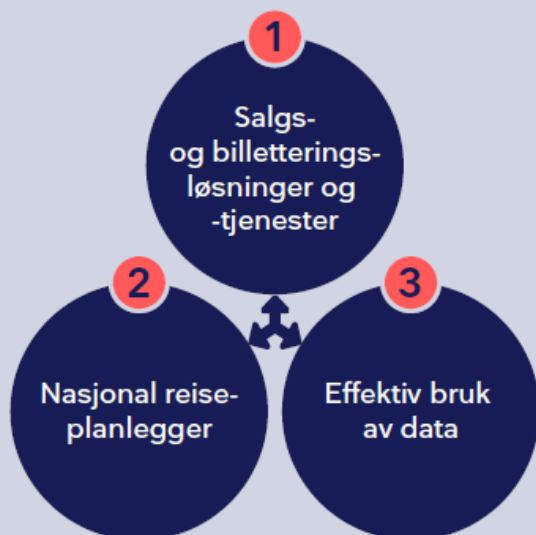 1
Salgs-
og billetterings-
løsninger og
-tjenester
2
Nasjonal reise-
planlegger
3
Effektiv bruk
av data